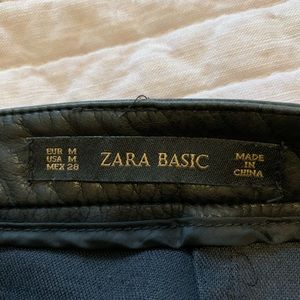 EUR M
USA M
MEX 28
ZARA BASIC
MADE
IN
CHINA